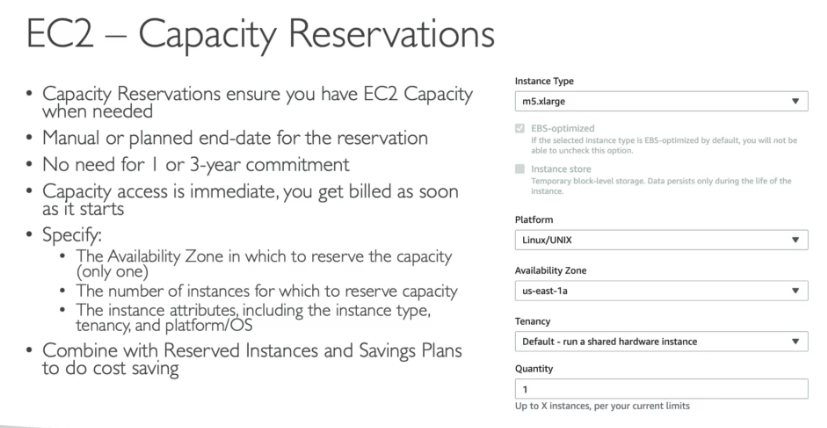 EC2 – Capacity Reservations
• Capacity Reservations ensure you have EC2 Capacity
when needed
• Manual or planned end-date for the reservation
• No need for 1 or 3-year commitment
• Capacity access is immediate, you get billed as soon
as it starts
• Specify:
• The Availability Zone in which to reserve the capacity
(only one)
• The number of instances for which to reserve capacity
• The instance attributes, including the instance type,
tenancy, and platform/OS
• Combine with Reserved Instances and Savings Plans
to do cost saving
Instance Type
m5.xlarge
EBS-optimized
If the selected instance type is EBS-optimized by default, you will not be
able to uncheck this option.
Instance store
Temporary block-level storage. Data persists only during the life of the
instance.
Platform
Linux/UNIX
Availability Zone
us-east-1a
Tenancy
Default - run a shared hardware instance
Quantity
1
Up to X instances, per your current limits